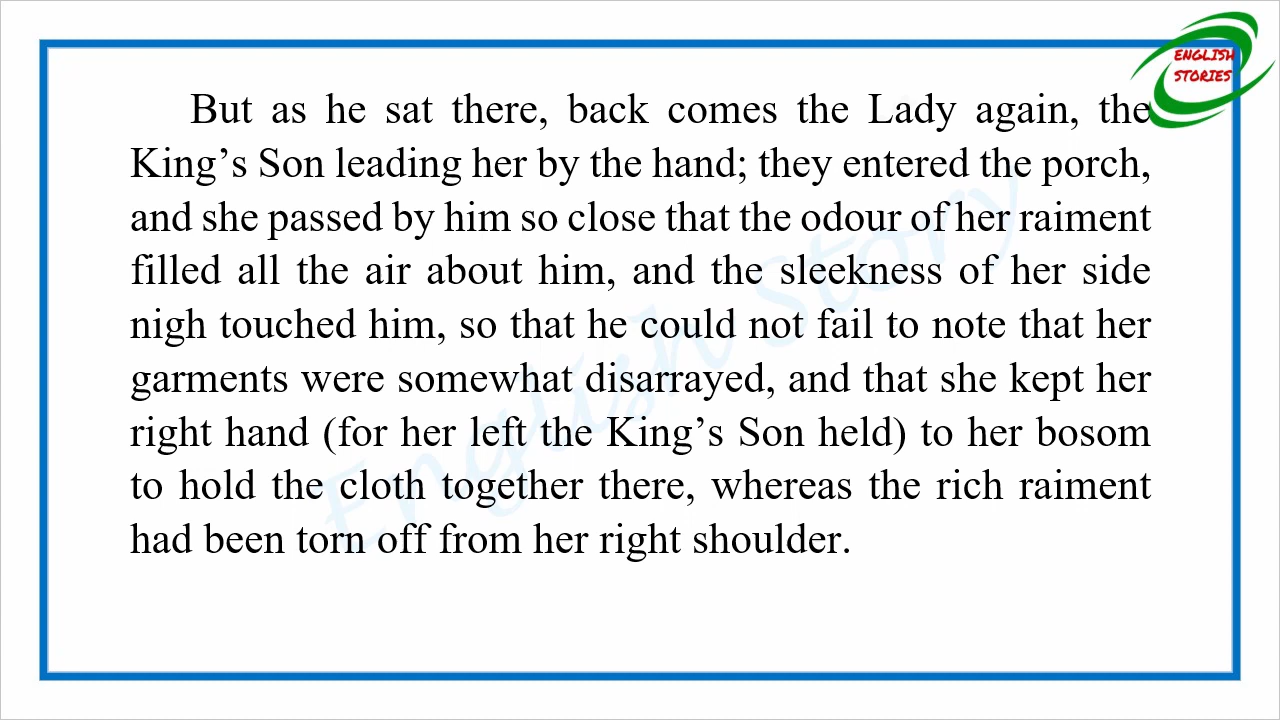 ENGLISH
STORIES
But as he sat there, back comes the Lady again, the
King’s Son leading her by the hand; they entered the porch,
and she passed by him so close that the odour of her raiment
filled all the air about him, and the sleekness of her side
nigh touched him, so that he could not fail to note that her
garments were somewhat disarrayed, and that she kept her
right hand (for her left the King’s Son held) to her bosom
to hold the cloth together there, whereas the rich raiment
had been torn off from her right shoulder.
English Story